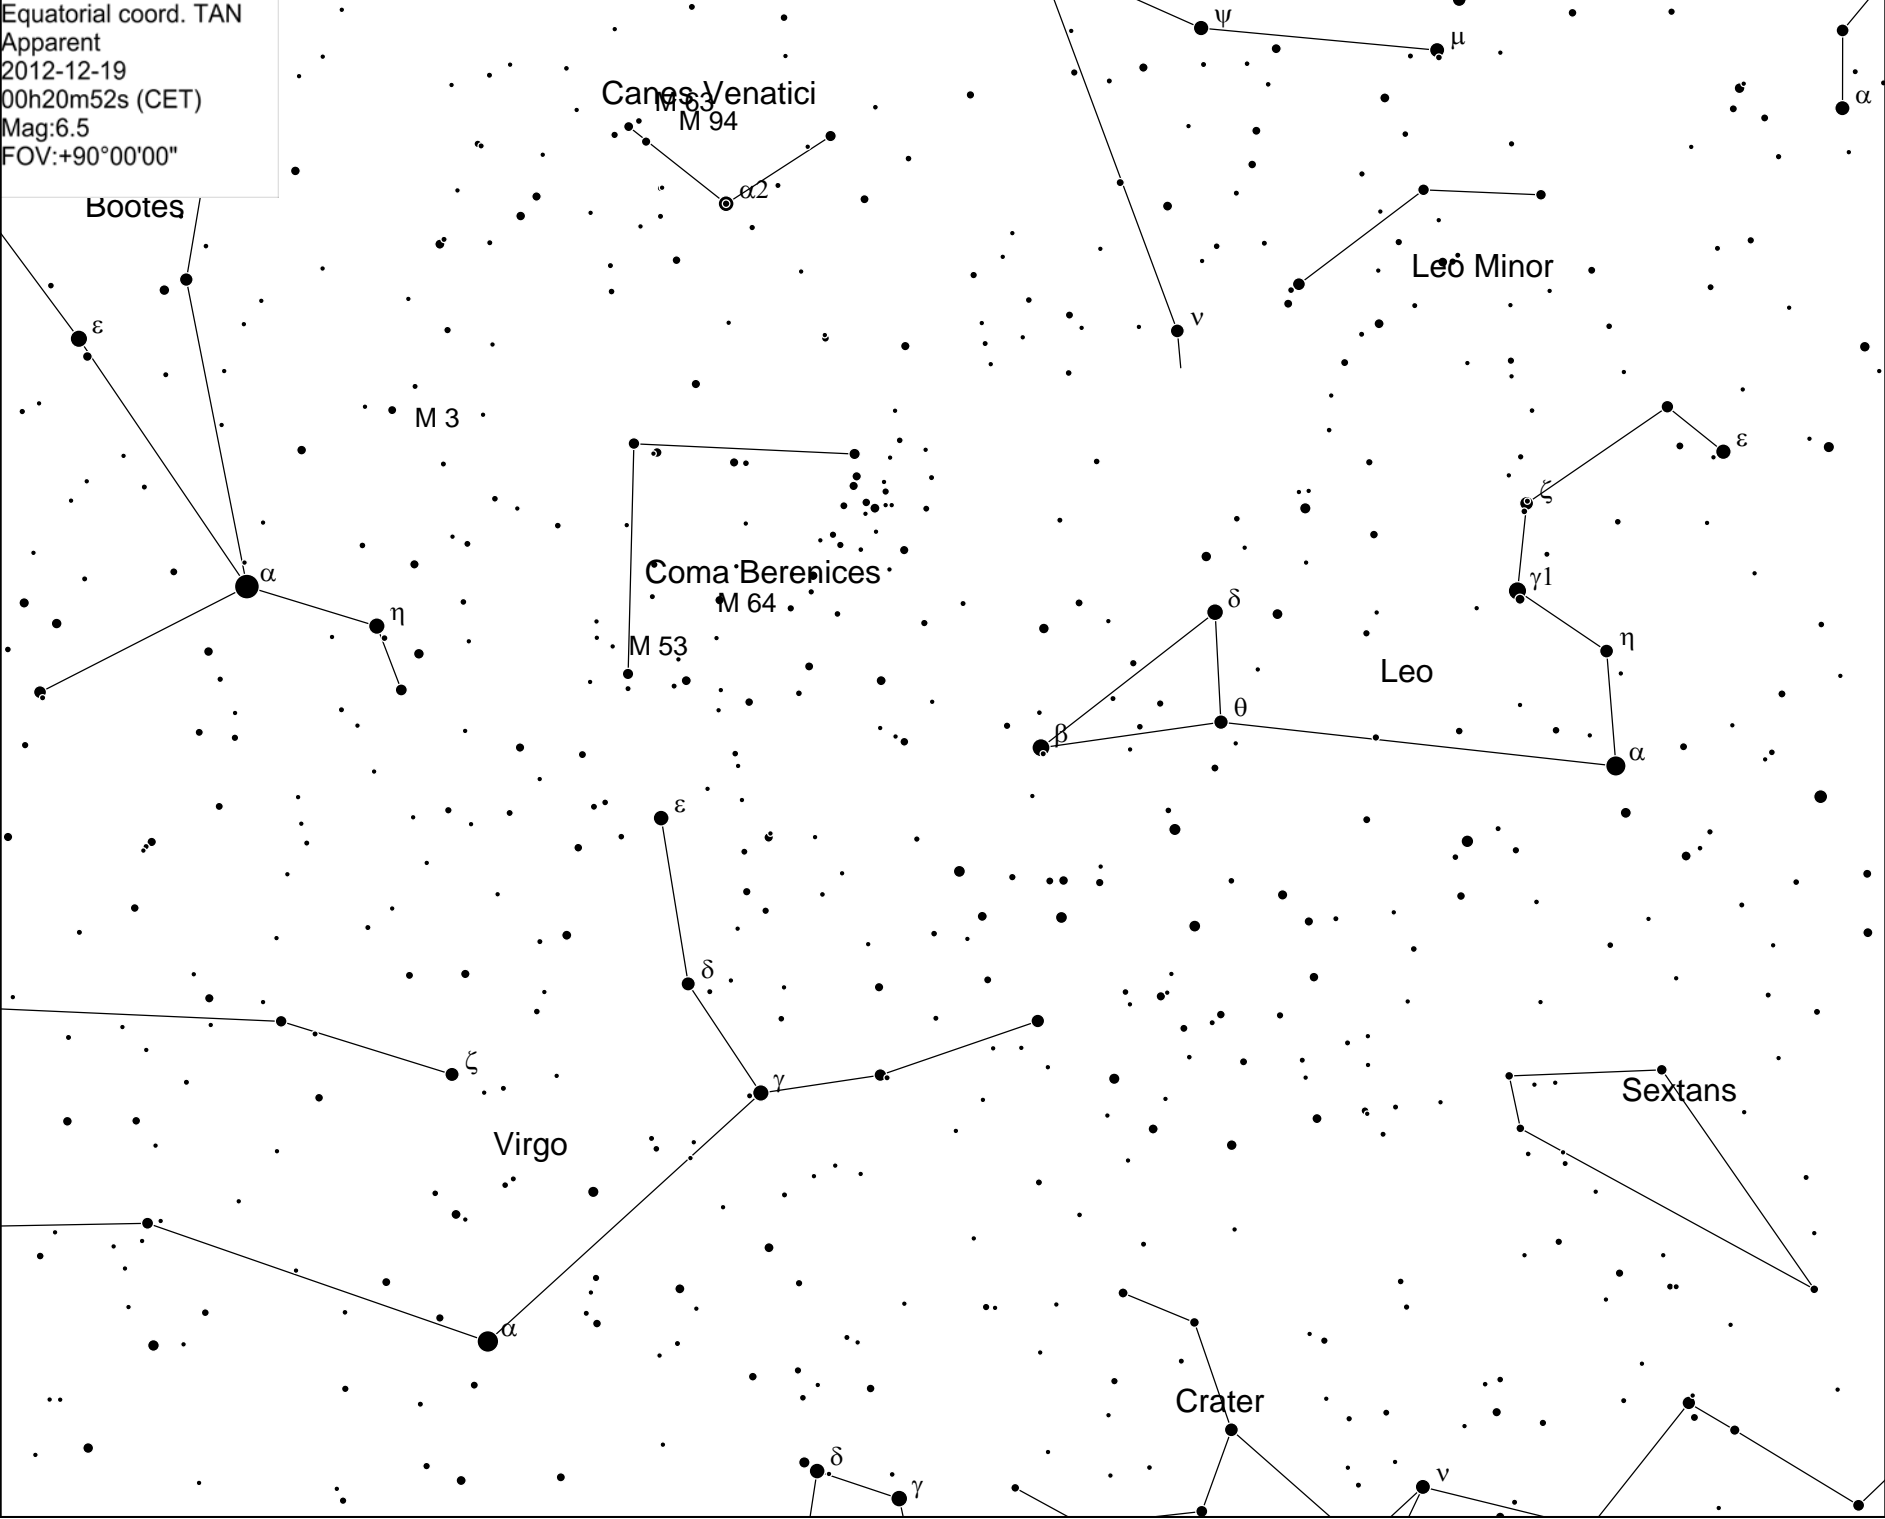 Equatorial coord. TAN
Apparent
2012-12-19
00h20m52s (CET)
Mag:6.5
FOV:+90°00'00"
ψ
μ
α
Canes Venatici
M 63
M 94
α2
Bootes
Leo Minor
ε
ν
M 3
ε
ζ
Coma Berenices
α
γ1
M 64
δ
η
η
M 53
Leo
θ
β
α
ε
δ
ζ
γ
Sextans
Virgo
α
Crater
δ
ν
γ